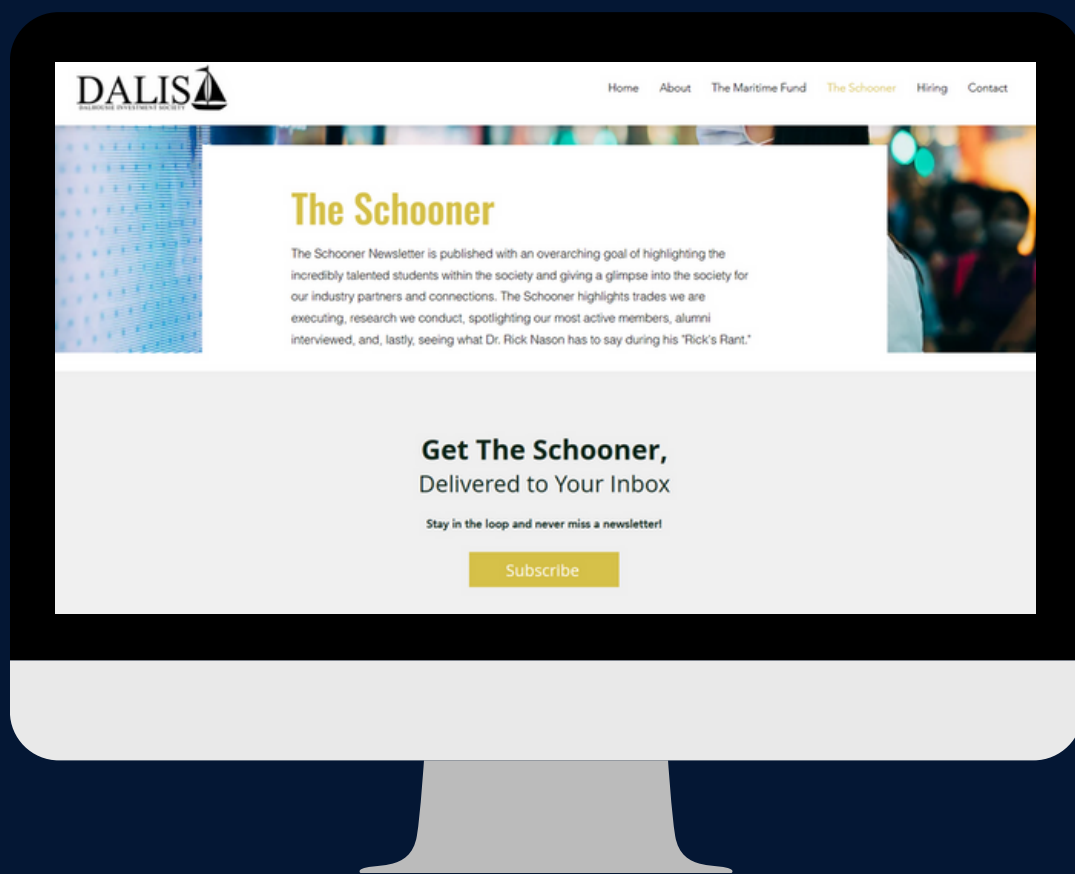 DALIS
DALHOUSIE INVESTMENT SOCIETY
Home About The Maritime Fund The Schooner Hiring Contact
The Schooner
The Schooner Newsletter is published with an overarching goal of highlighting the
incredibly talented students within the society and giving a glimpse into the society for
our industry partners and connections. The Schooner highlights trades we are
executing, research we conduct, spotlighting our most active members, alumni
interviewed, and, lastly, seeing what Dr. Rick Nason has to say during his "Rick's Rant."
Get The Schooner,
Delivered to Your Inbox
Stay in the loop and never miss a newsletter!
Subscribe